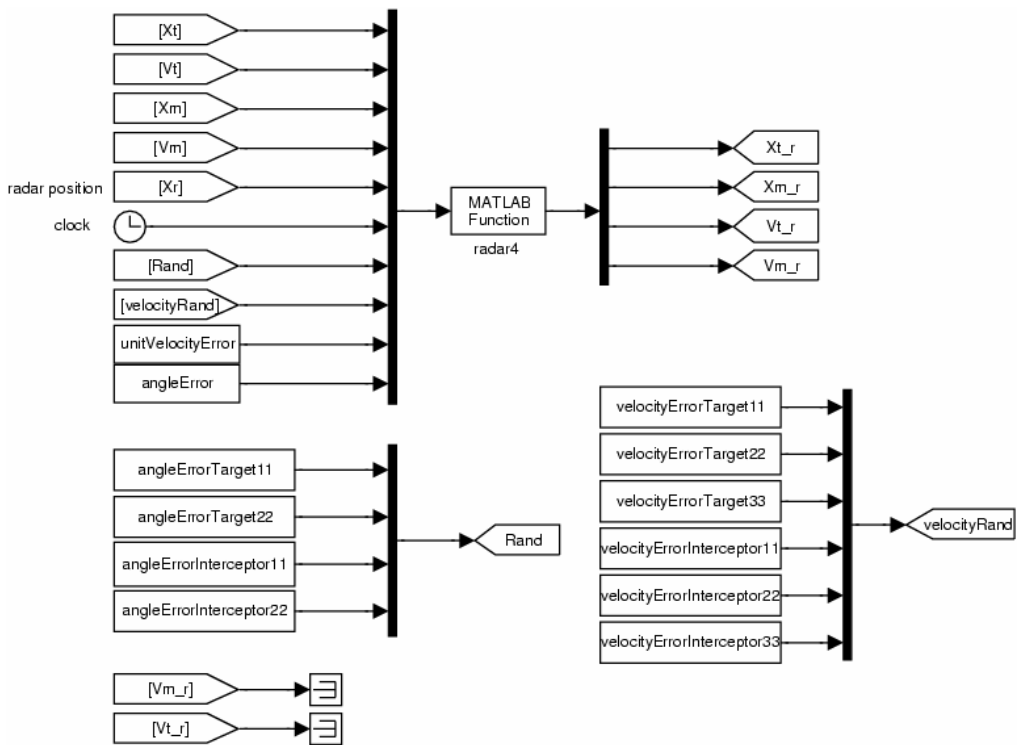 [Xt]
[Vt]
[Xm]
[Vm]
radar position
[Xr]
clock
[Rand]
[velocityRand]
unitVelocityError
angleError
MATLAB
Function
radar4
Xt_r
Xm_r
Vt_r
Vm_r
angleErrorTarget11
angleErrorTarget22
angleErrorInterceptor11
angleErrorInterceptor22
Rand
velocityErrorTarget11
velocityErrorTarget22
velocityErrorTarget33
velocityErrorInterceptor11
velocityErrorInterceptor22
velocityErrorInterceptor33
velocityRand
[Vm_r]
[Vt_r]